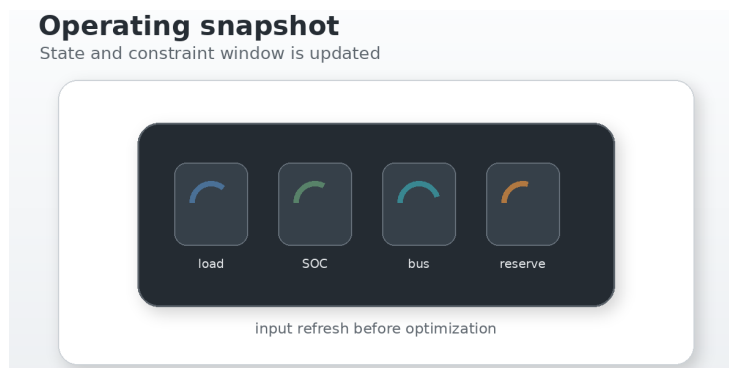 Operating snapshot
State and constraint window is updated
load SOC bus reserve
input refresh before optimization